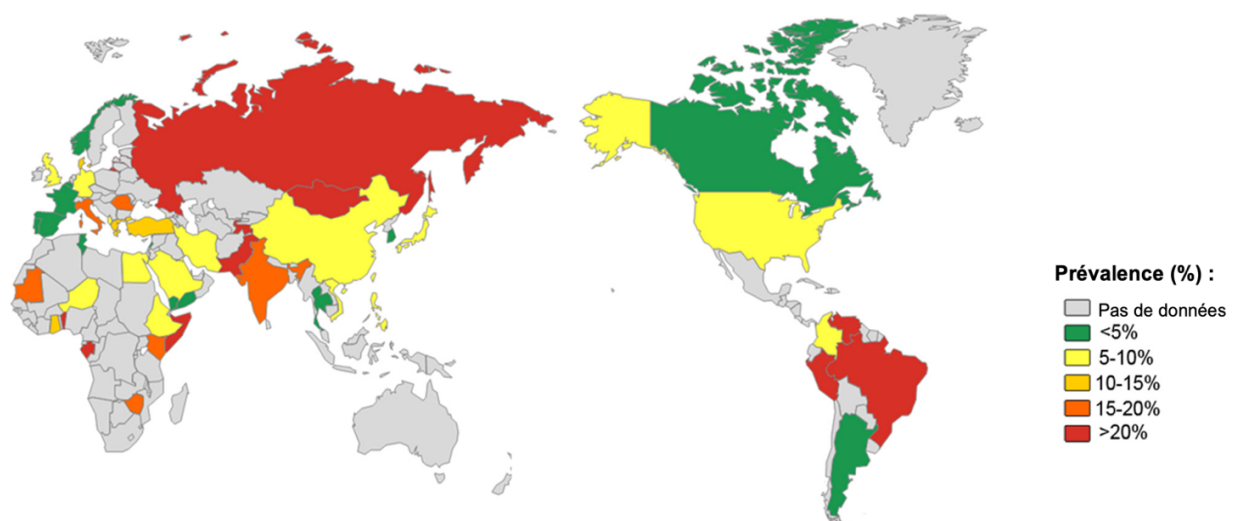 Prévalence (%) :
Pas de données
<5%
5-10%
10-15%
15-20%
>20%